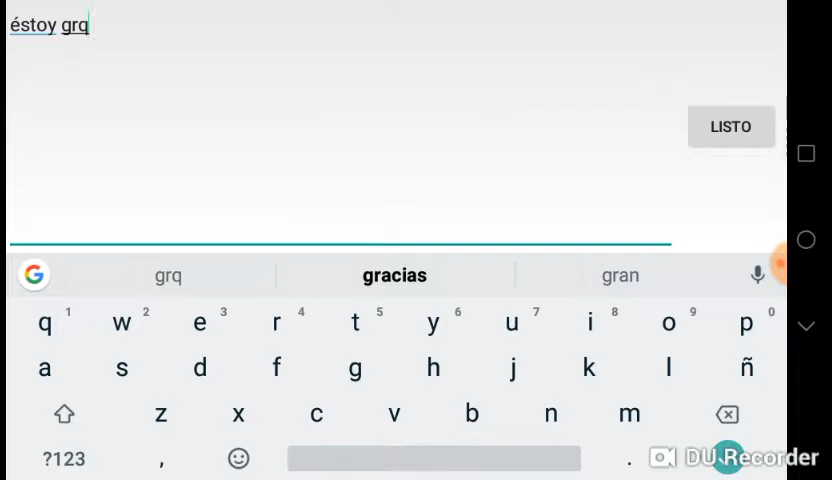 éstoy grq
LISTO
grq gracias gran
q 1 w 2 e 3 r 4 t 5 y 6 u 7 i 8 o 9 p 0
a s d f g h j k l ñ
z x c v b n m
?123 , .
DU Recorder